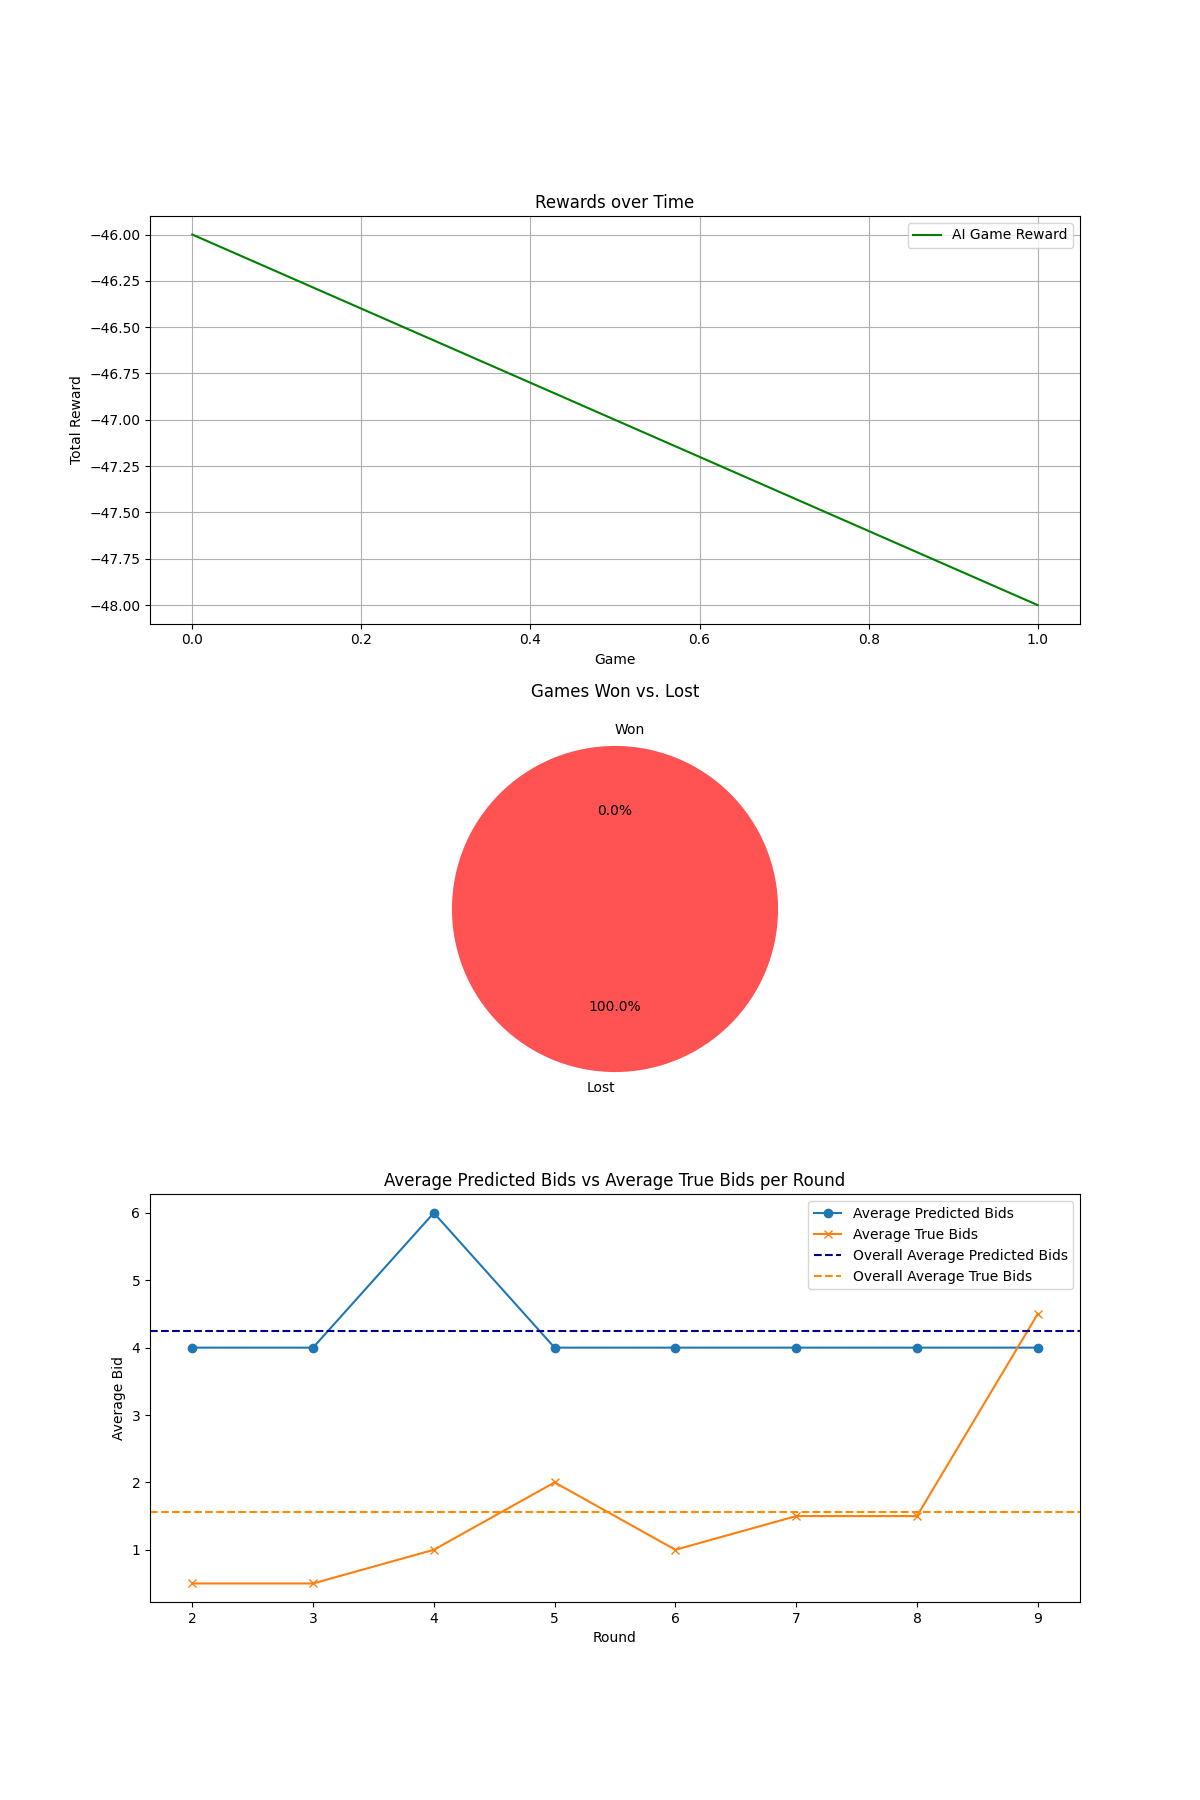 Rewards over Time
AI Game Reward
−46.00
−46.25
−46.50
−46.75
−47.00
−47.25
−47.50
−47.75
−48.00
Total Reward
0.0 0.2 0.4 0.6 0.8 1.0
Game
Games Won vs. Lost
Won
0.0%
100.0%
Lost
Average Predicted Bids vs Average True Bids per Round
Average Predicted Bids
Average True Bids
Overall Average Predicted Bids
Overall Average True Bids
6
5
4
3
2
1
Average Bid
2 3 4 5 6 7 8 9
Round